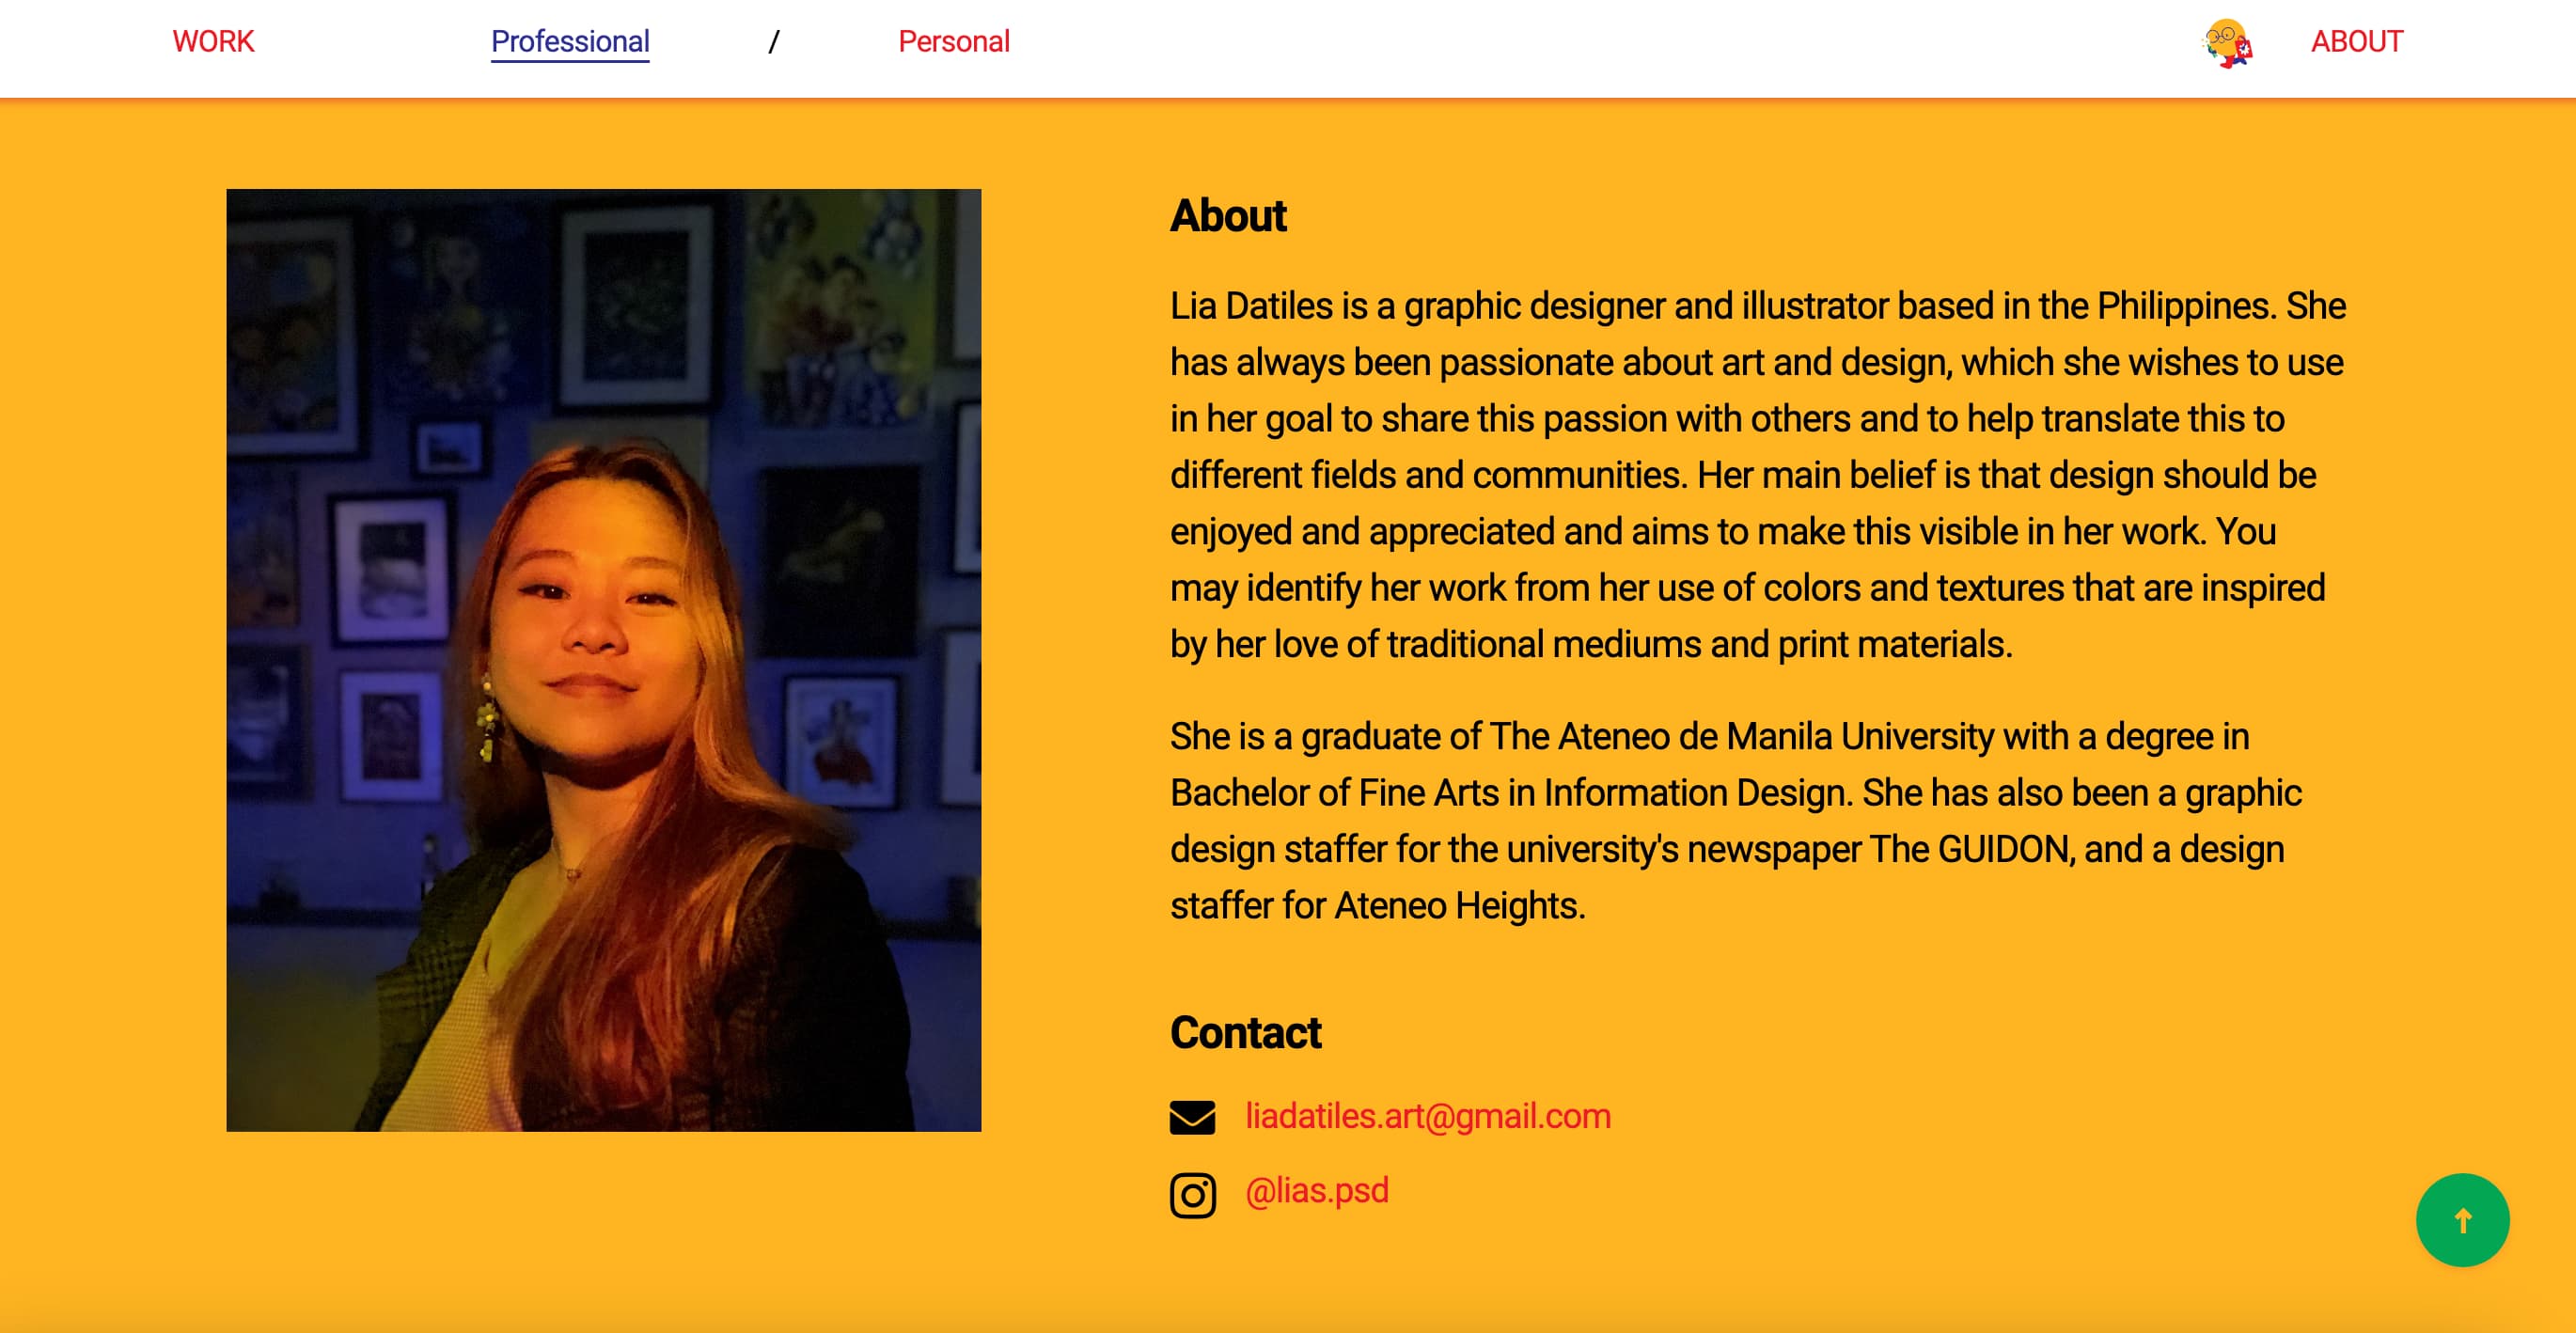 WORK Professional / Personal ABOUT
About
Lia Datiles is a graphic designer and illustrator based in the Philippines. She
has always been passionate about art and design, which she wishes to use
in her goal to share this passion with others and to help translate this to
different fields and communities. Her main belief is that design should be
enjoyed and appreciated and aims to make this visible in her work. You
may identify her work from her use of colors and textures that are inspired
by her love of traditional mediums and print materials.
She is a graduate of The Ateneo de Manila University with a degree in
Bachelor of Fine Arts in Information Design. She has also been a graphic
design staffer for the university's newspaper The GUIDON, and a design
staffer for Ateneo Heights.
Contact
liadatiles.art@gmail.com
@lias.psd